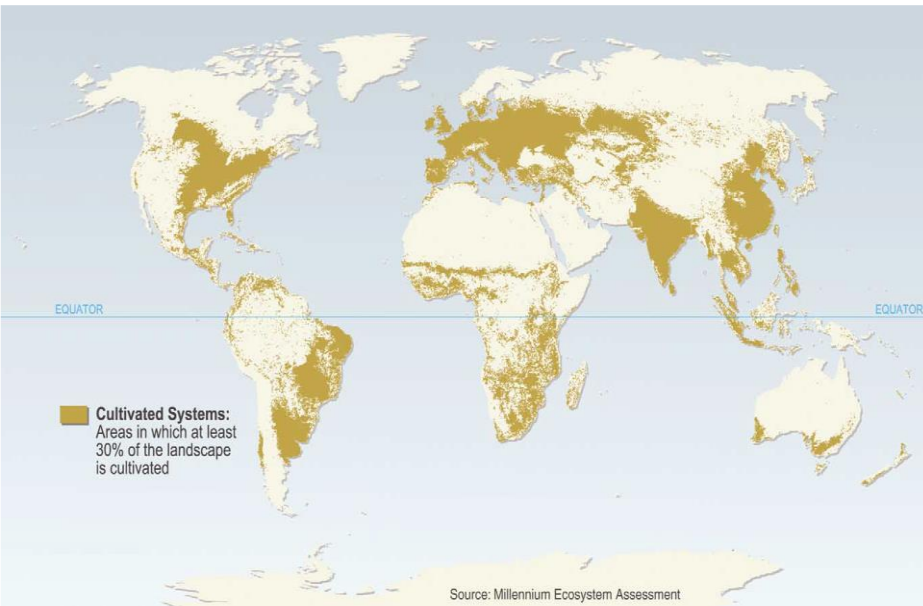 EQUATOR
EQUATOR
Cultivated Systems:
Areas in which at least
30% of the landscape
is cultivated
Source: Millennium Ecosystem Assessment